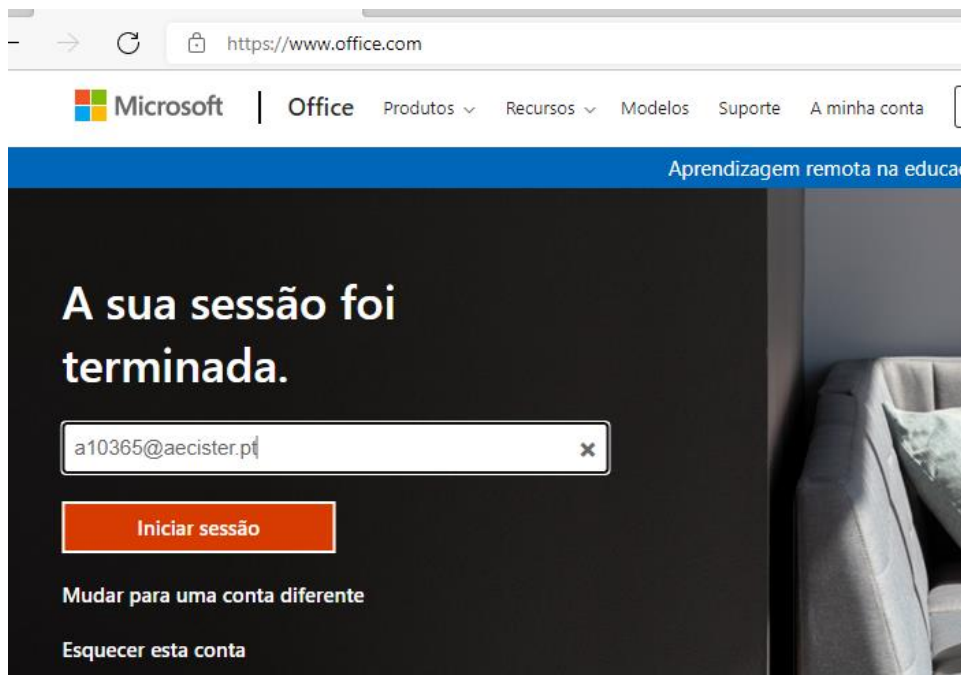 https://www.office.com
Microsoft | Office Produtos Recursos Modelos Suporte A minha conta
Aprendizagem remota na educa
A sua sessão foi
terminada.
a10365@aecister.pt
Iniciar sessão
Mudar para uma conta diferente
Esquecer esta conta